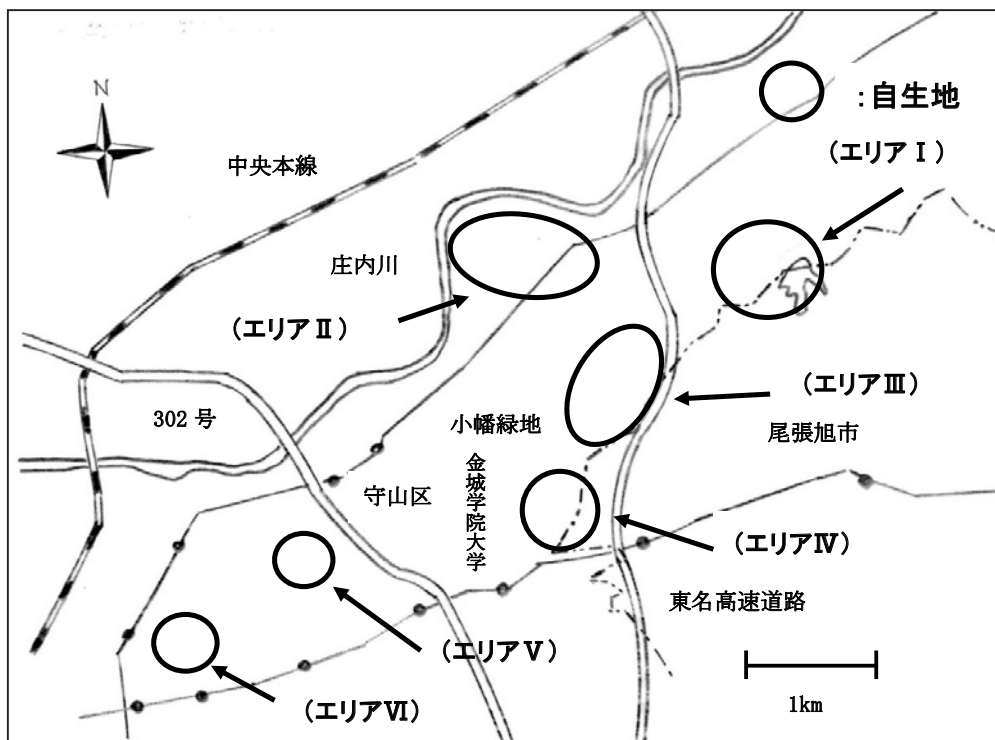 N
：自生地
（エリアⅠ）
中央本線
庄内川
（エリアⅡ）
（エリアⅢ）
302 号
小幡緑地
尾張旭市
守山区
金城学院大学
（エリアⅣ）
東名高速道路
（エリアⅤ）
（エリアⅥ）
1km